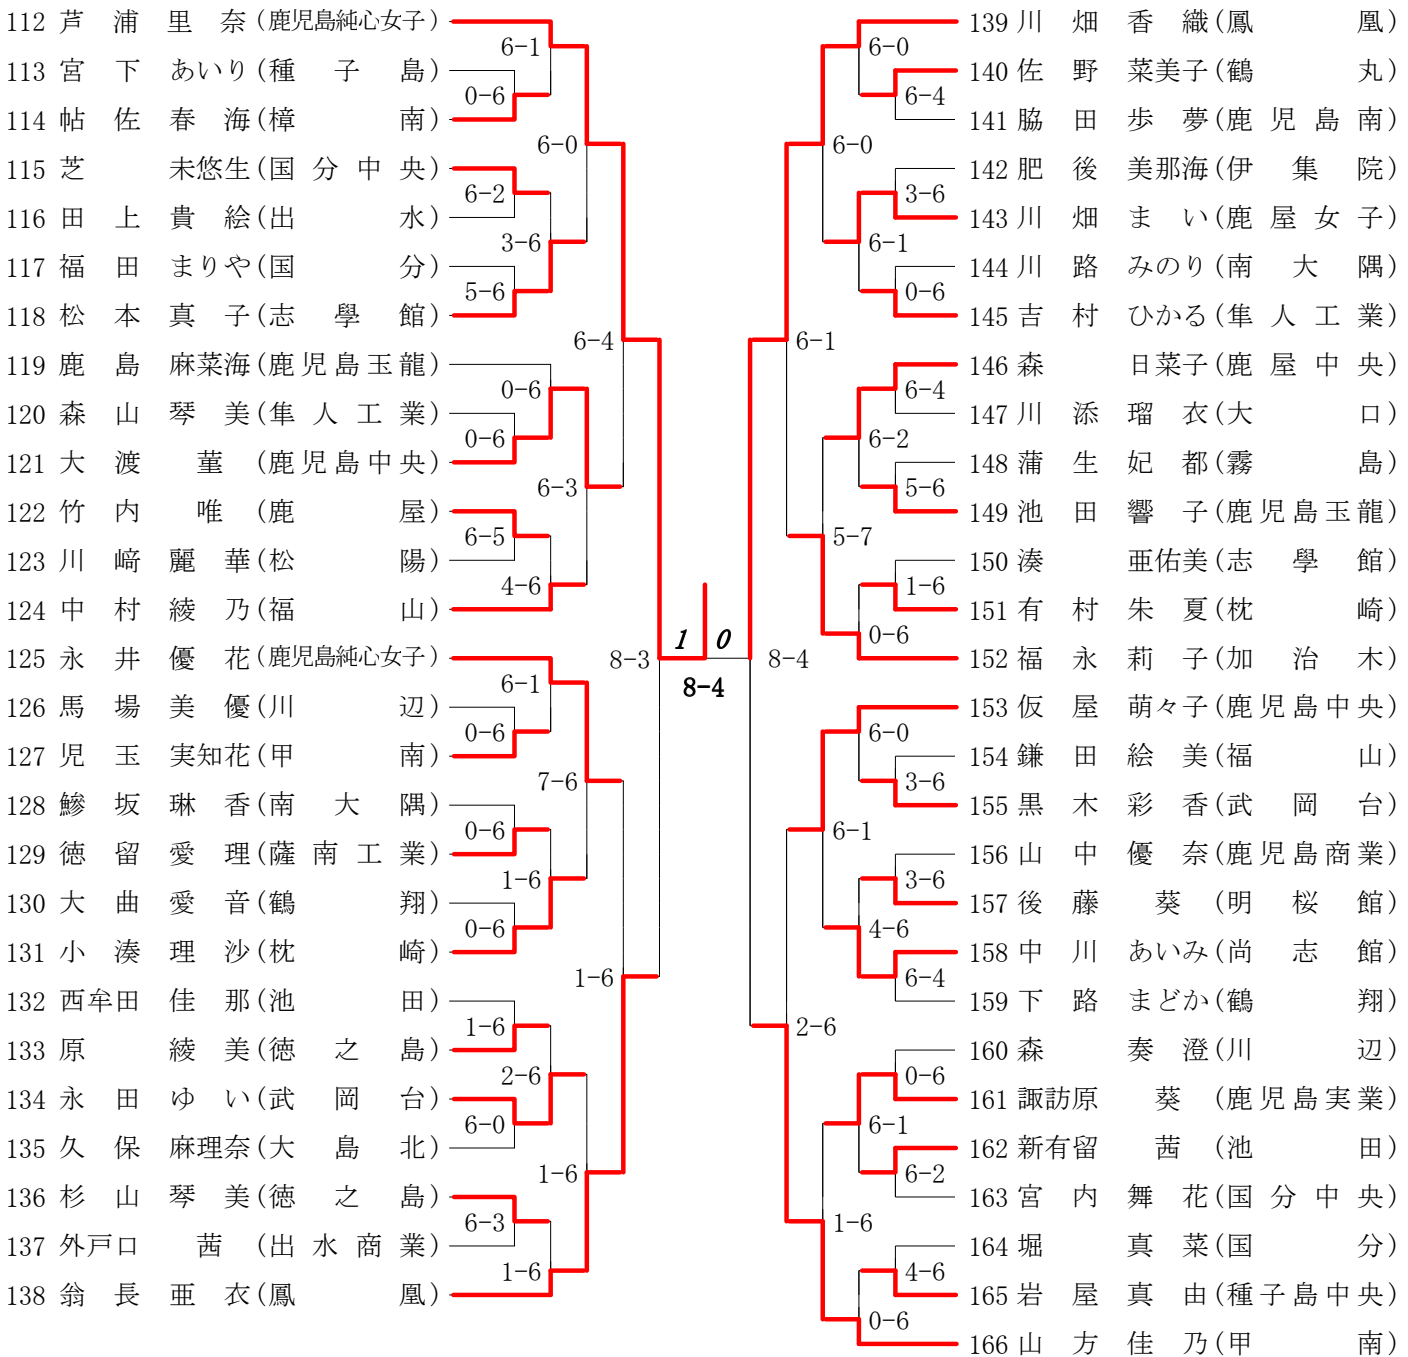 112 芦浦里奈(鹿児島純心女子)
6-1
113 宮下あいり(種子島)
0-6
114 帖佐春海(樟南)
6-0
115 芝未悠生(国分中央)
6-2
116 田上貴絵(出水)
3-6
117 福田まりや(国分)
5-6
118 松本真子(志學館)
6-4
119 鹿島麻菜海(鹿児島玉龍)
0-6
120 森山琴美(隼人工業)
0-6
121 大渡菫(鹿児島中央)
6-3
122 竹内唯(鹿屋)
6-5
123 川﨑麗華(松陽)
4-6
124 中村綾乃(福山)
8-3
125 永井優花(鹿児島純心女子)
6-1
126 馬場美優(川辺)
0-6
127 児玉実知花(甲南)
7-6
128 鰺坂琳香(南大隅)
0-6
129 徳留愛理(薩南工業)
1-6
130 大曲愛音(鶴翔)
0-6
131 小湊理沙(枕崎)
1-6
132 西牟田佳那(池田)
1-6
133 原綾美(徳之島)
2-6
134 永田ゆい(武岡台)
6-0
135 久保麻理奈(大島北)
1-6
136 杉山琴美(徳之島)
6-3
137 外戸口茜(出水商業)
1-6
138 翁長亜衣(鳳凰)
1 0
8-4
139 川畑香織(鳳凰)
6-0
140 佐野菜美子(鶴丸)
6-4
141 脇田歩夢(鹿児島南)
6-0
142 肥後美那海(伊集院)
3-6
143 川畑まい(鹿屋女子)
6-1
144 川路みのり(南大隅)
0-6
145 吉村ひかる(隼人工業)
6-1
146 森日菜子(鹿屋中央)
6-4
147 川添瑠衣(大口)
6-2
148 蒲生妃都(霧島)
5-6
149 池田響子(鹿児島玉龍)
5-7
150 湊亜佑美(志學館)
1-6
151 有村朱夏(枕崎)
0-6
152 福永莉子(加治木)
8-4
153 仮屋萌々子(鹿児島中央)
6-0
154 鎌田絵美(福山)
3-6
155 黒木彩香(武岡台)
6-1
156 山中優奈(鹿児島商業)
3-6
157 後藤葵(明桜館)
4-6
158 中川あいみ(尚志館)
6-4
159 下路まどか(鶴翔)
2-6
160 森奏澄(川辺)
0-6
161 諏訪原葵(鹿児島実業)
6-1
162 新有留茜(池田)
6-2
163 宮内舞花(国分中央)
1-6
164 堀真菜(国分)
4-6
165 岩屋真由(種子島中央)
0-6
166 山方佳乃(甲南)